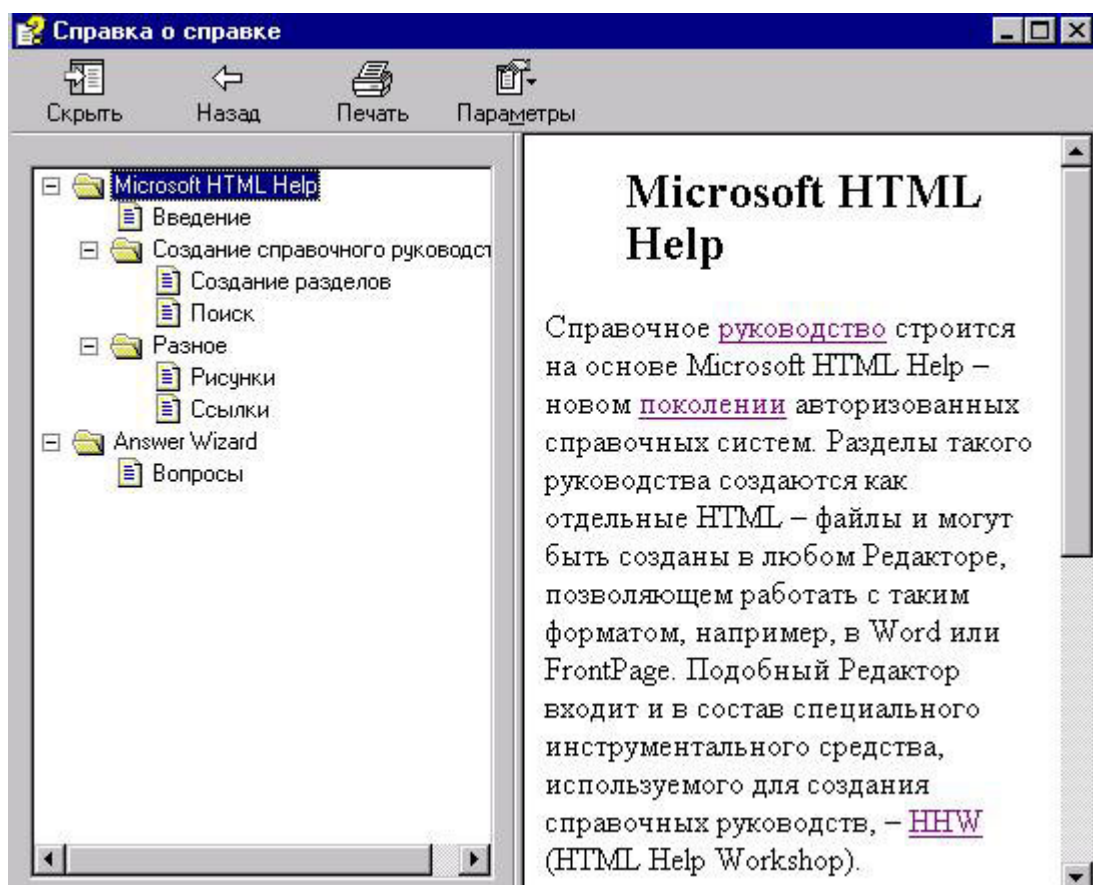 Справка о справке
Скрыть Назад Печать Параметры
Microsoft HTML Help
Введение
Создание справочного руководст
Создание разделов
Поиск
Разное
Рисунки
Ссылки
Answer Wizard
Вопросы
Microsoft HTML
Help
Справочное руководство строится
на основе Microsoft HTML Help –
новом поколении авторизованных
справочных систем. Разделы такого
руководства создаются как
отдельные HTML – файлы и могут
быть созданы в любом Редакторе,
позволяющем работать с таким
форматом, например, в Word или
FrontPage. Подобный Редактор
входит и в состав специального
инструментального средства,
используемого для создания
справочных руководств, – HHW
(HTML Help Workshop).